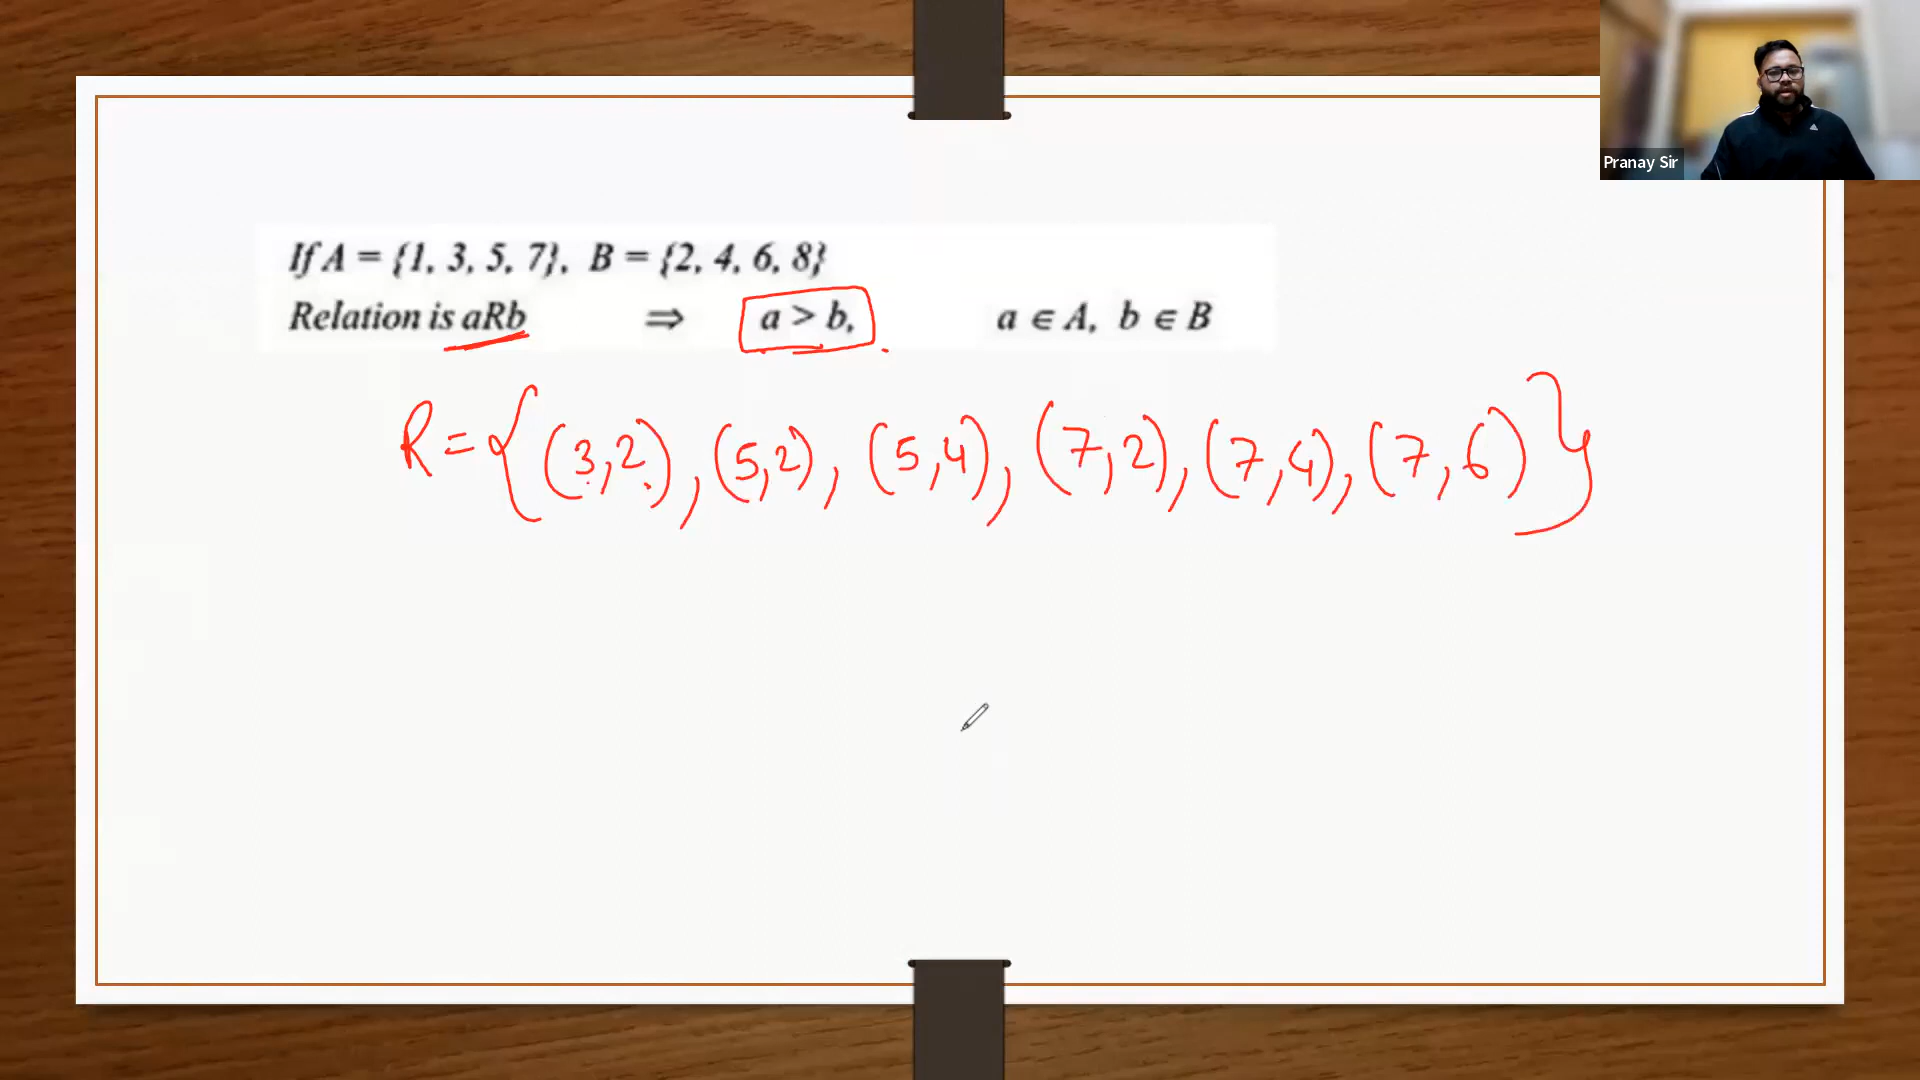 Pranay Sir
If A = {1, 3, 5, 7}, B = {2, 4, 6, 8}
Relation is aRb ⇒ a > b, a ∈ A, b ∈ B
R = {(3,2), (5,2), (5,4), (7,2), (7,4), (7,6)}